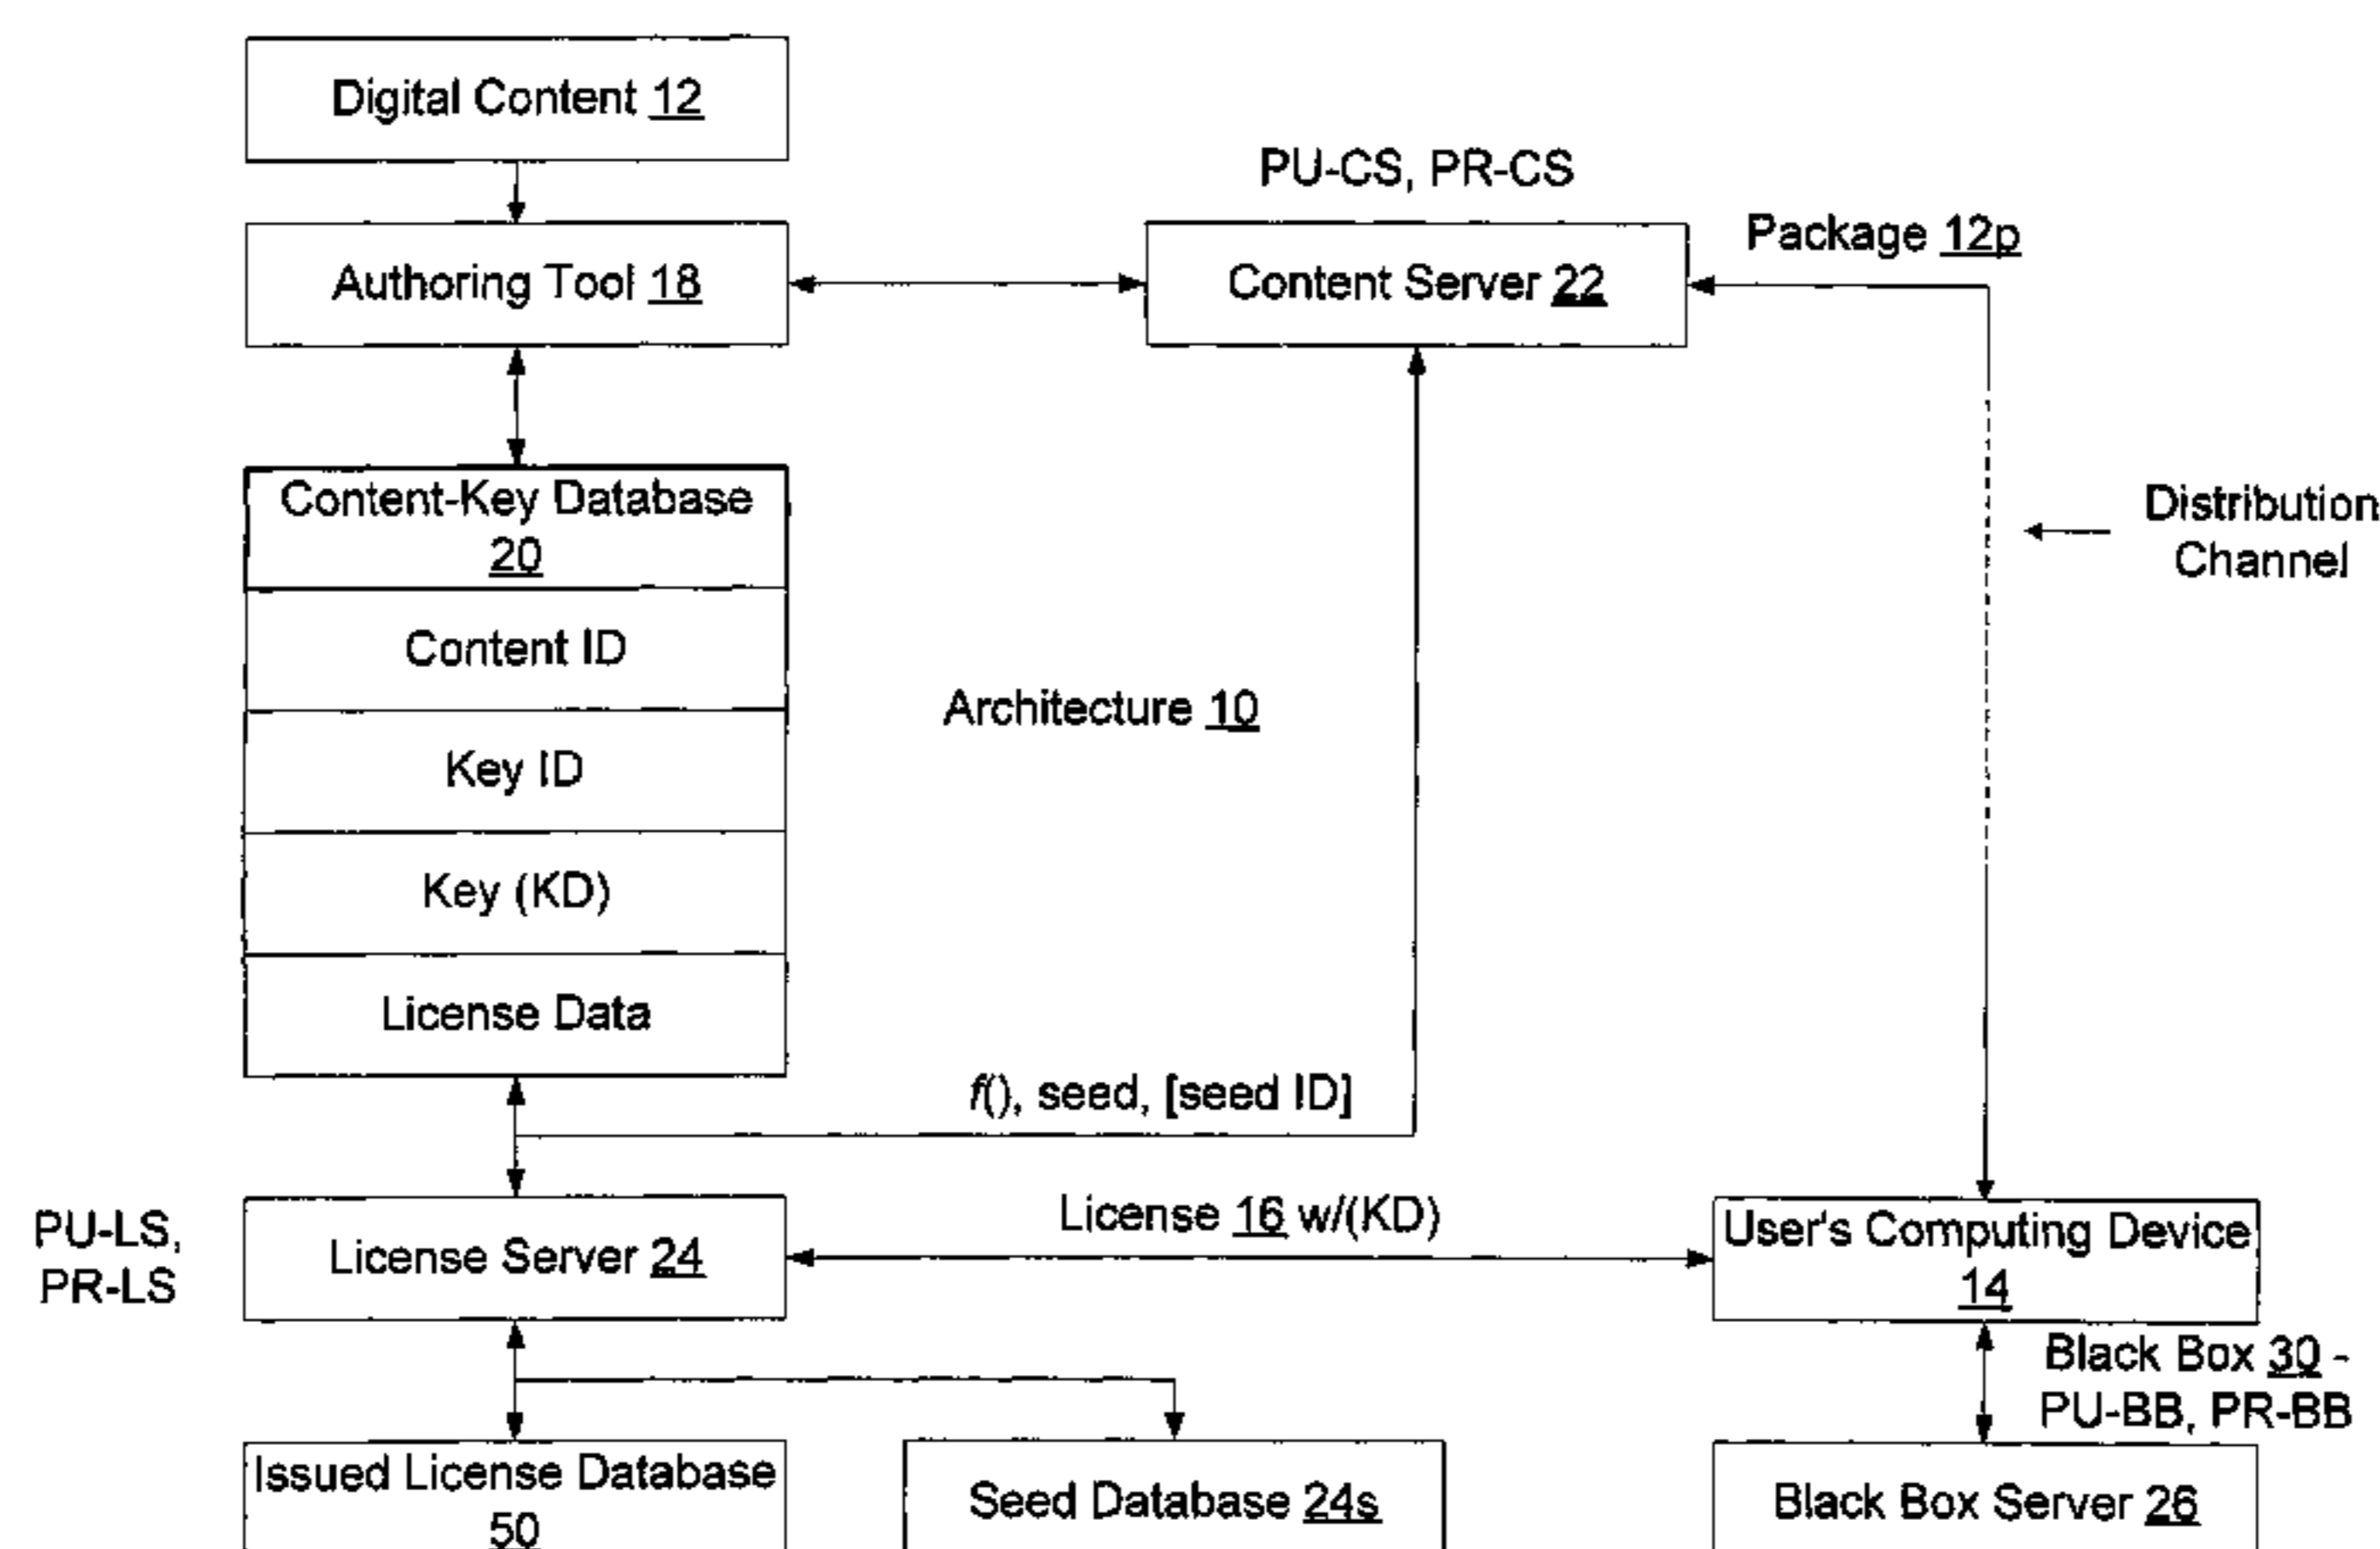 Digital Content 12
PU-CS, PR-CS
Authoring Tool 18
Content Server 22
Package 12p
Content-Key Database
20
Distribution
Channel
Content ID
Architecture 10
Key ID
Key (KD)
License Data
f(), seed, [seed ID]
PU-LS,
PR-LS
License Server 24
License 16 w/(KD)
User's Computing Device
14
Black Box 30 -
PU-BB, PR-BB
Issued License Database
50
Seed Database 24s
Black Box Server 26